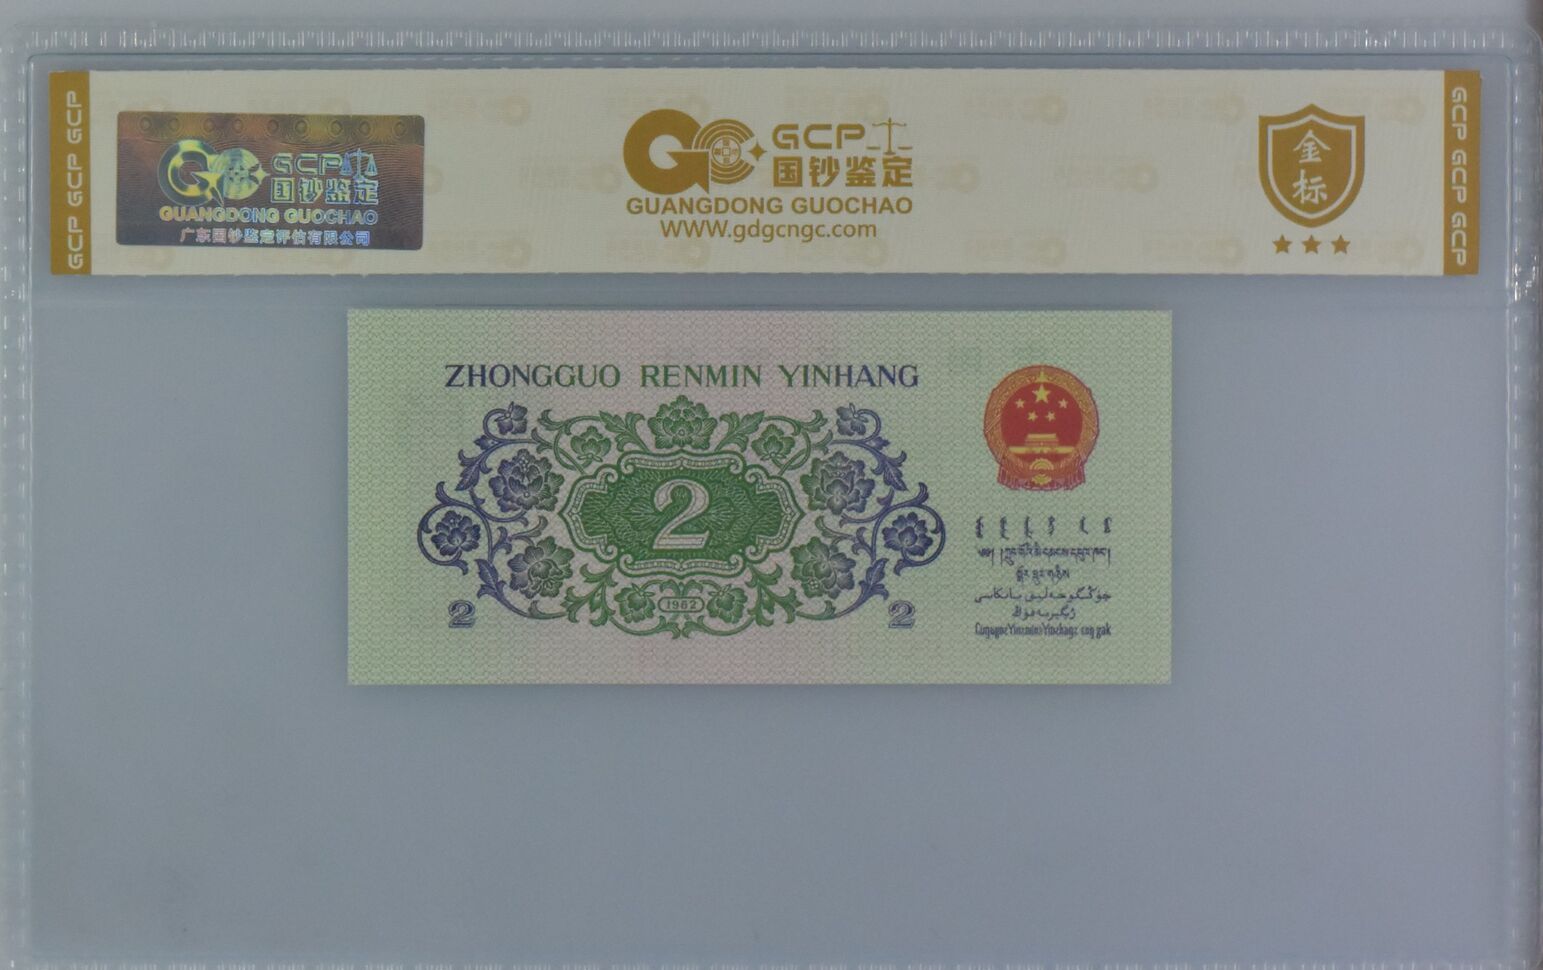 GCP GCP GCP
GCP
国钞鉴定
GUANGDONG GUOCHAO
广东国钞鉴定评估有限公司
GCP
国钞鉴定
GUANGDONG GUOCHAO
WWW.gdgcngc.com
金
标
GCP GCP GCP
ZHONGGUO RENMIN YINHANG
2
1962
2
2
جۇڭگوخەلىق بانكاسى